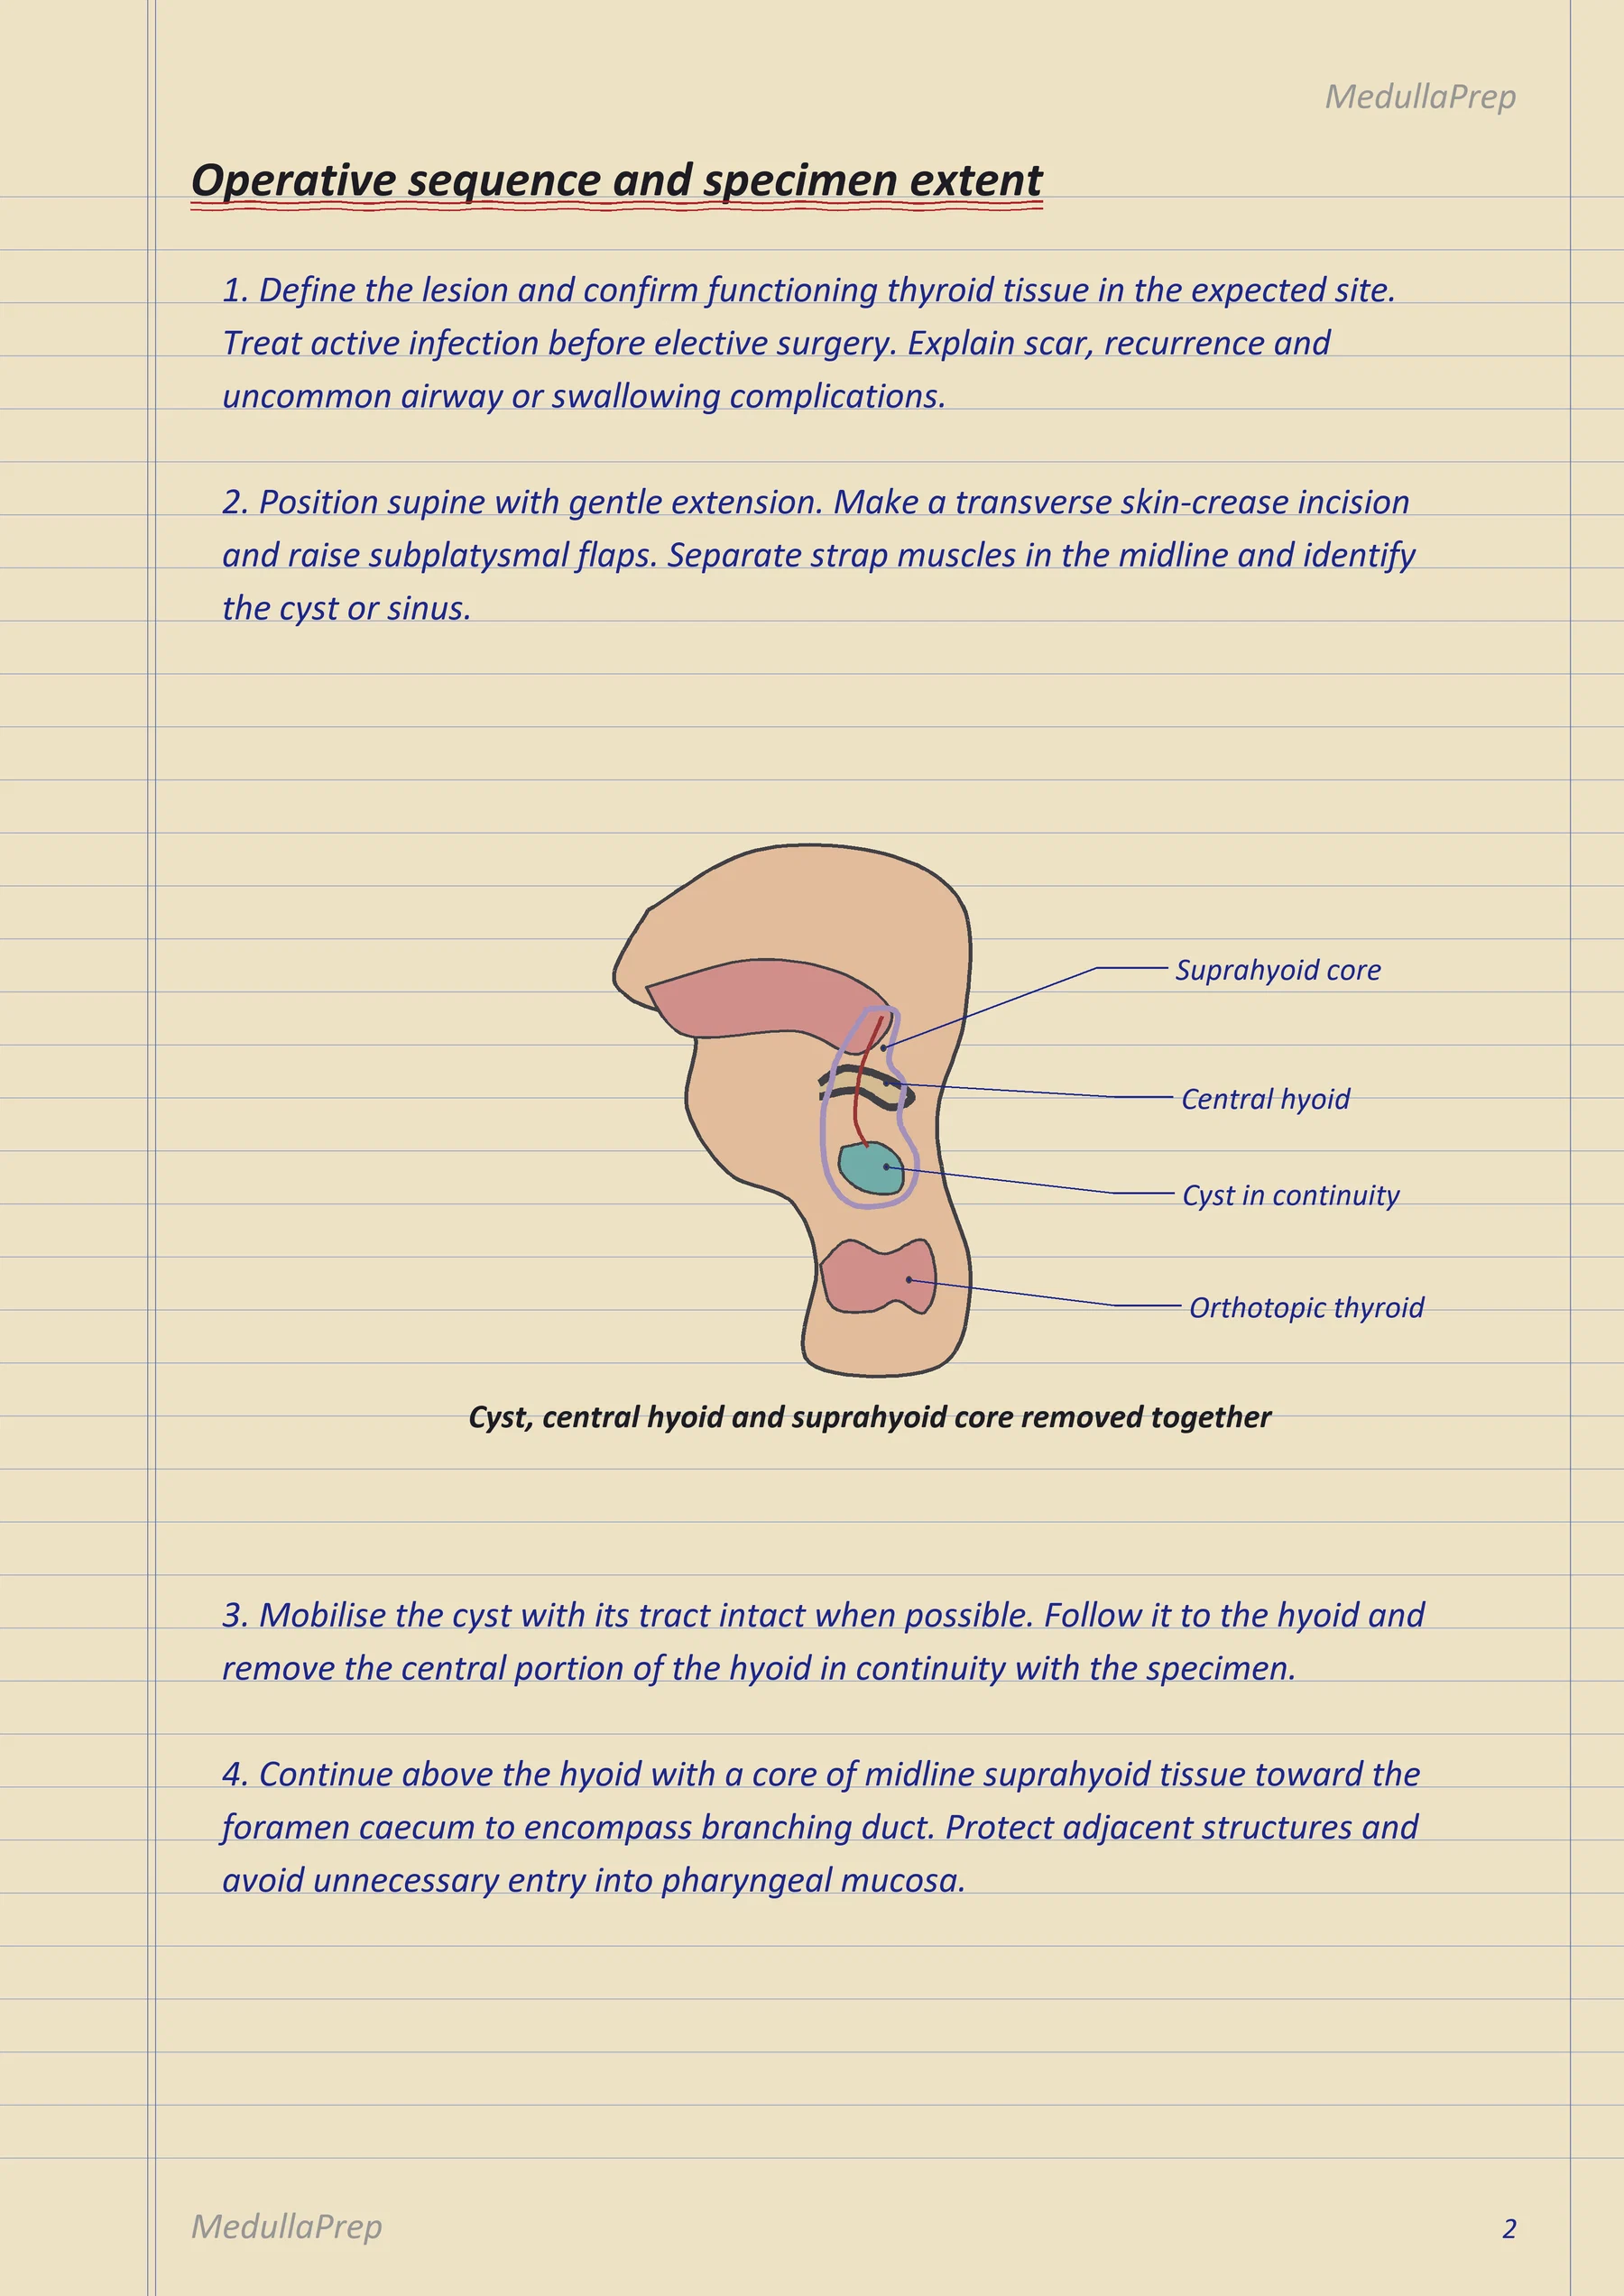 MedullaPrep
Operative sequence and specimen extent
1. Define the lesion and confirm functioning thyroid tissue in the expected site.
Treat active infection before elective surgery. Explain scar, recurrence and
uncommon airway or swallowing complications.
2. Position supine with gentle extension. Make a transverse skin-crease incision
and raise subplatysmal flaps. Separate strap muscles in the midline and identify
the cyst or sinus.
Suprahyoid core
Central hyoid
Cyst in continuity
Orthotopic thyroid
Cyst, central hyoid and suprahyoid core removed together
3. Mobilise the cyst with its tract intact when possible. Follow it to the hyoid and
remove the central portion of the hyoid in continuity with the specimen.
4. Continue above the hyoid with a core of midline suprahyoid tissue toward the
foramen caecum to encompass branching duct. Protect adjacent structures and
avoid unnecessary entry into pharyngeal mucosa.
MedullaPrep
2